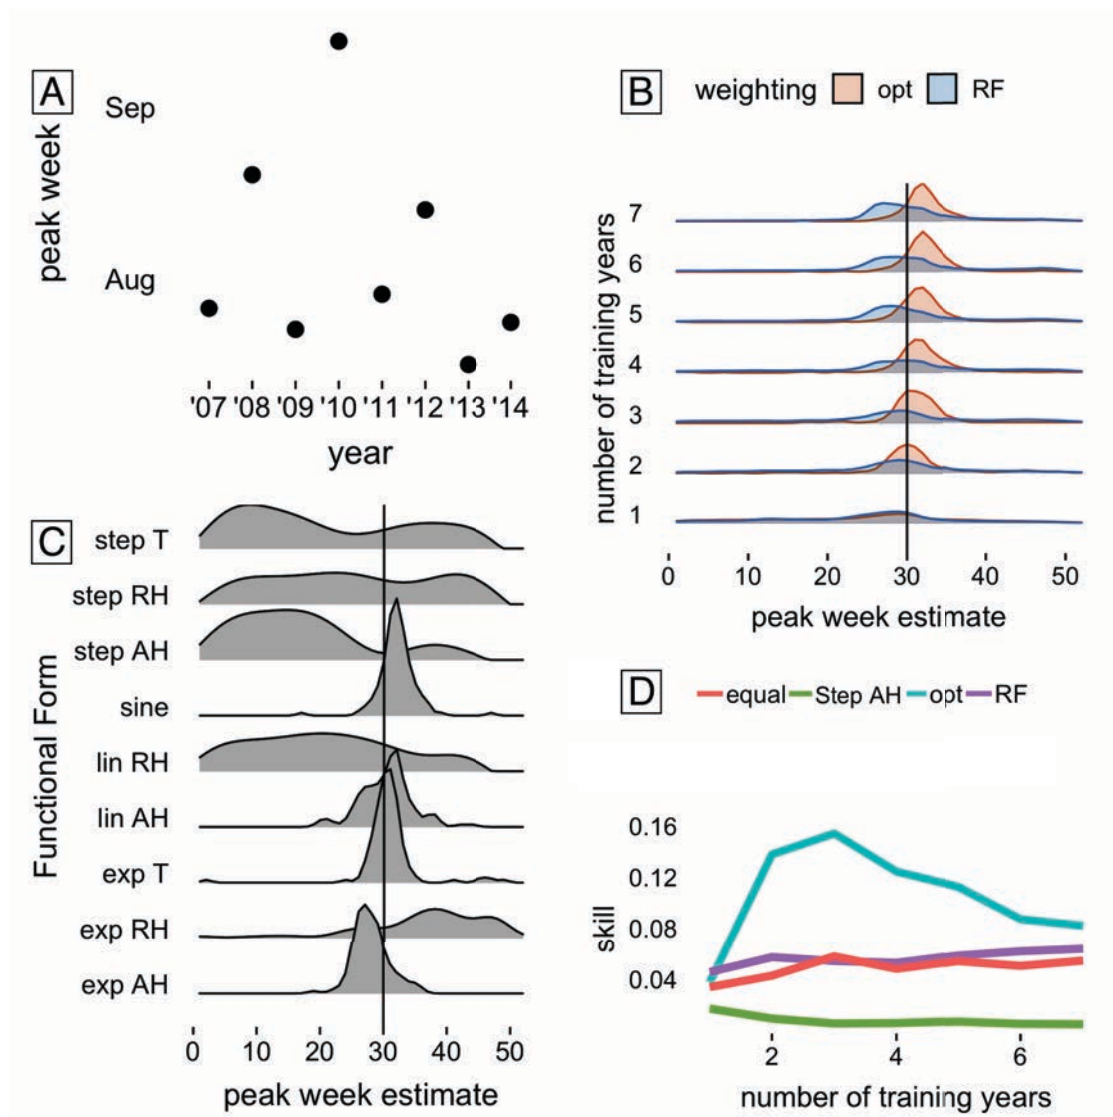 A
peak week
Sep
Aug
'07 '08 '09 '10 '11 '12 '13 '14
year
B
weighting opt RF
number of training years
7
6
5
4
3
2
1
0 10 20 30 40 50
peak week estimate
C
Functional Form
step T
step RH
step AH
sine
lin RH
lin AH
exp T
exp RH
exp AH
0 10 20 30 40 50
peak week estimate
D
equal Step AH opt RF
skill
0.16
0.12
0.08
0.04
2 4 6
number of training years